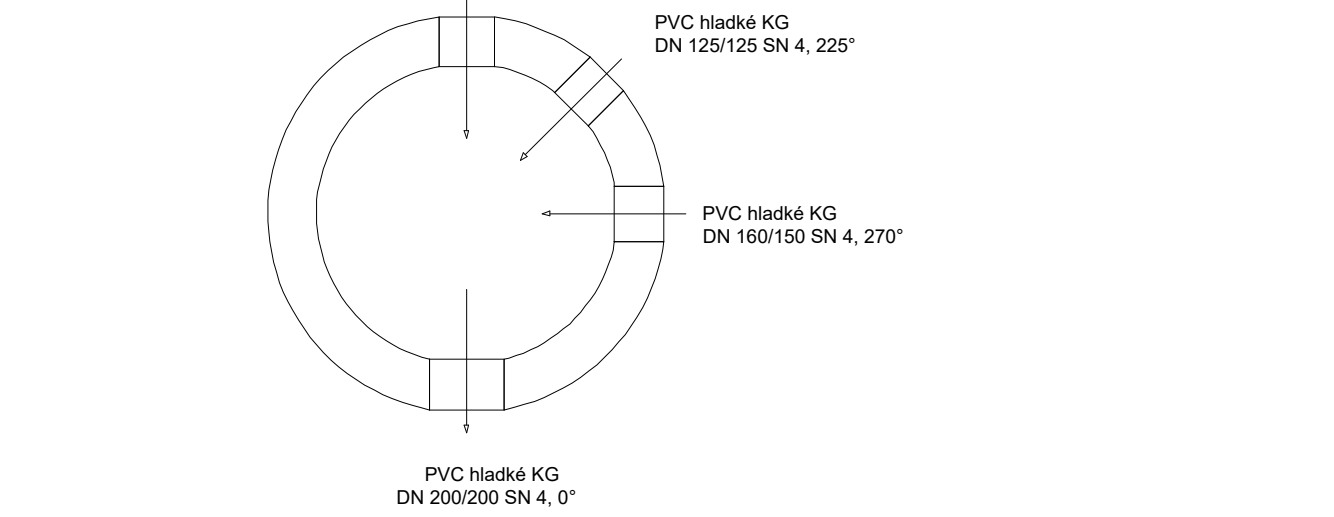 PVC hladké KG
DN 125/125 SN 4, 225°
PVC hladké KG
DN 160/150 SN 4, 270°
PVC hladké KG
DN 200/200 SN 4, 0°